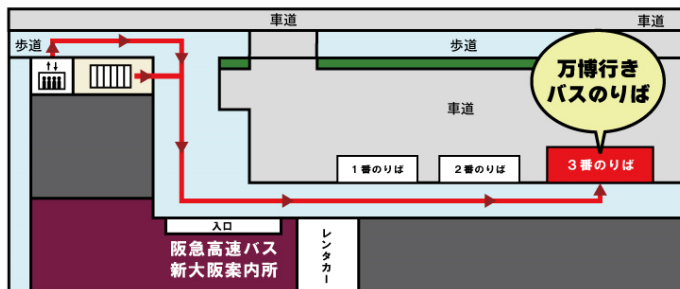 車道
車道
歩道
歩道
万博行き
バスのりば
車道
1番のりば
2番のりば
3番のりば
入口
阪急高速バス
新大阪案内所
レンタカー